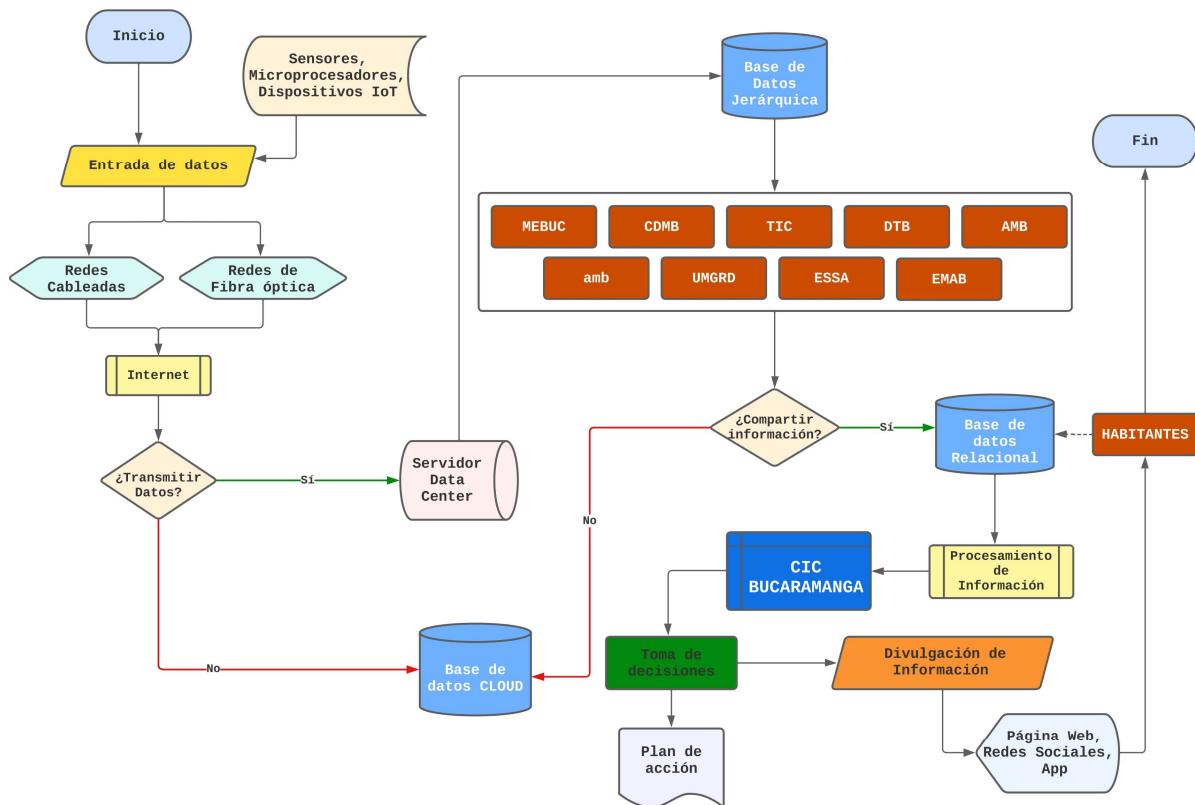 Inicio
Sensores,
Microprocesadores,
Dispositivos IoT
Entrada de datos
Redes
Cableadas
Redes de
Fibra óptica
Internet
¿Transmitir
Datos?
Sí
No
Servidor
Data
Center
Base de
Datos
Jerárquica
MEBUC
CDMB
TIC
DTB
AMB
amb
UMGRD
ESSA
EMAB
¿Compartir
información?
Sí
No
Base de
datos
Relacional
HABITANTES
Fin
Procesamiento
de
Información
CIC
BUCARAMANGA
Base de
datos CLOUD
Toma de
decisiones
Divulgación de
Información
Plan de
acción
Página Web,
Redes Sociales,
App